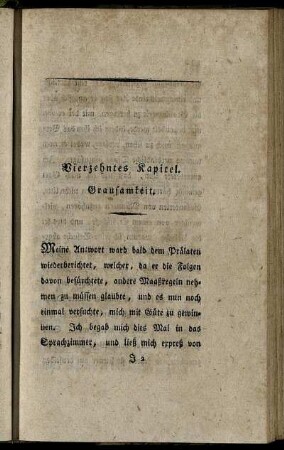 Vierzehntes Kapitel.
Grausamkeit.
Meine Antwort ward bald dem Prälaten
wiederberichtet, welcher, da er die Folgen
davon befürchtete, andere Maaßregeln neh-
men zu müssen glaubte, und es nun noch
einmal versuchte, mich mit Güte zu gewin-
nen. Ich begab mich dies Mal in das
Sprachzimmer, und ließ mich expreß von
J 2